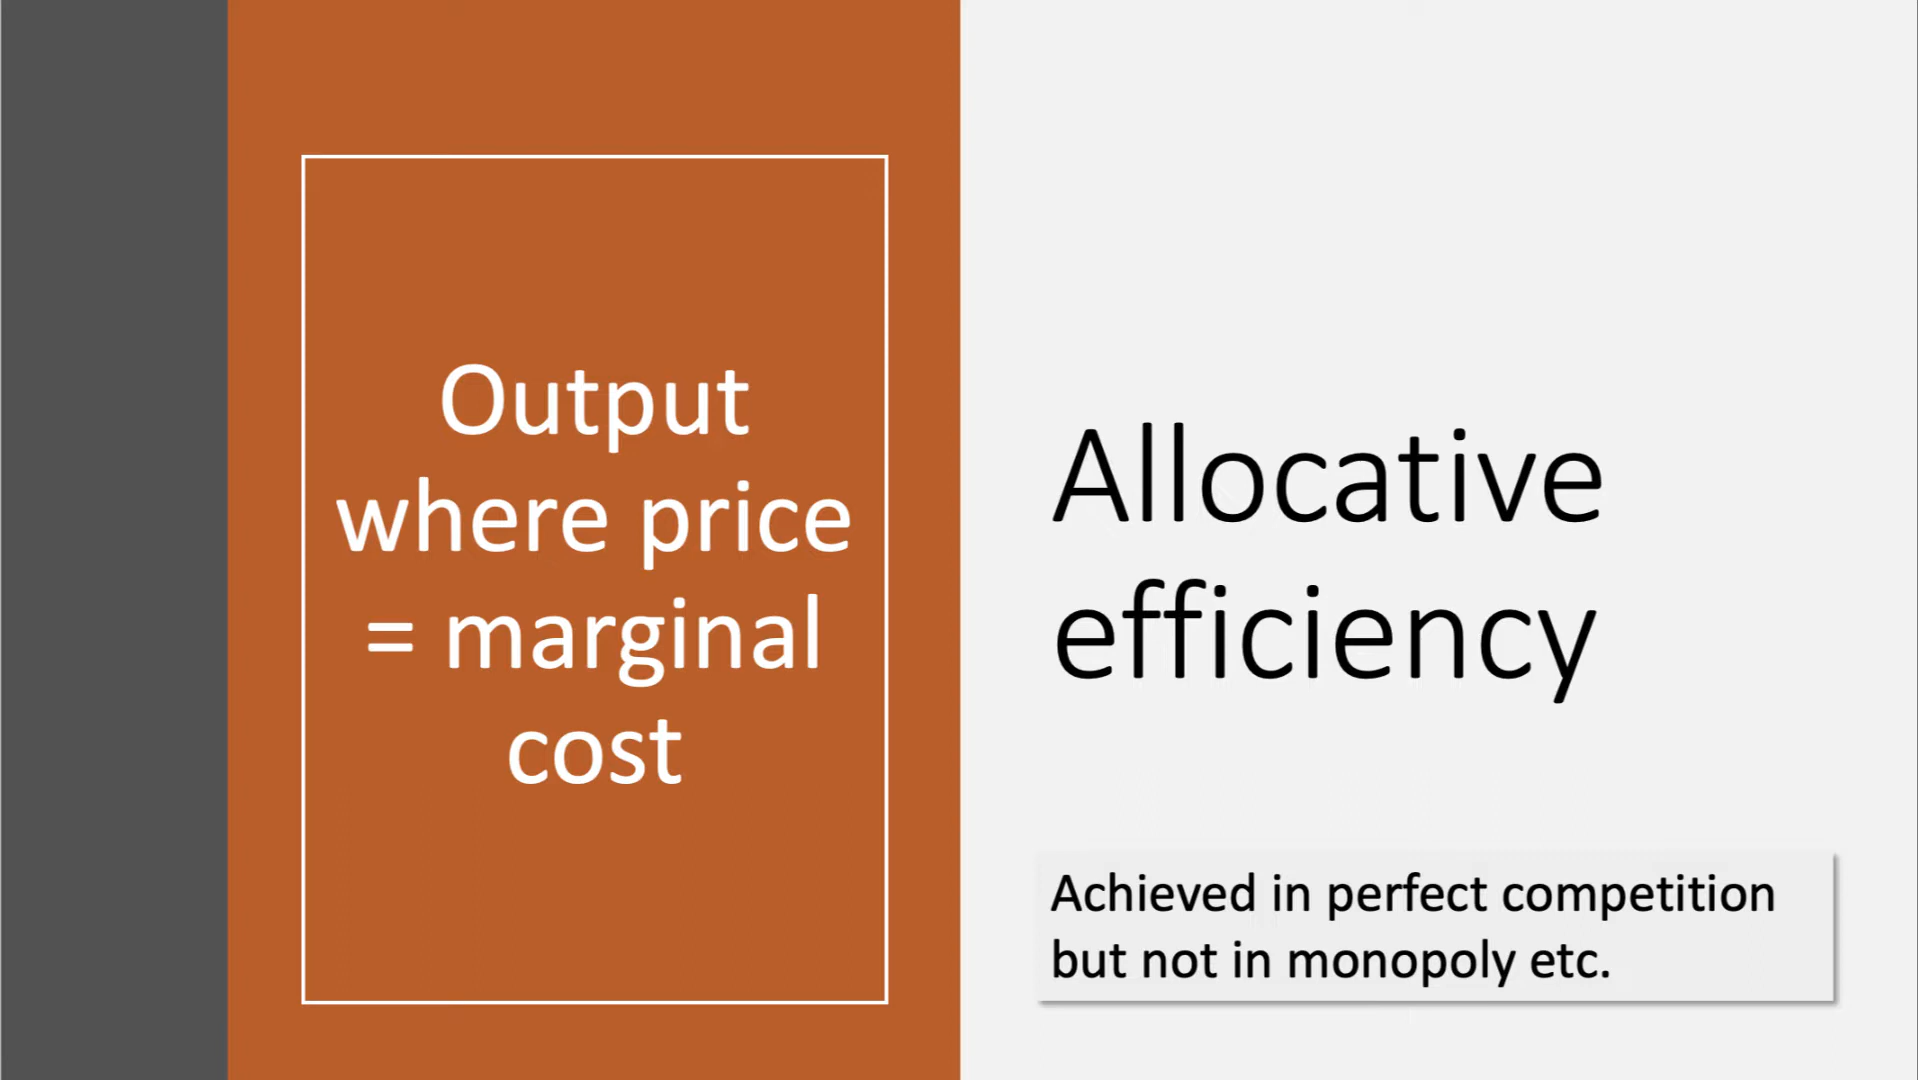 Output
where price
= marginal
cost
Allocative
efficiency
Achieved in perfect competition
but not in monopoly etc.